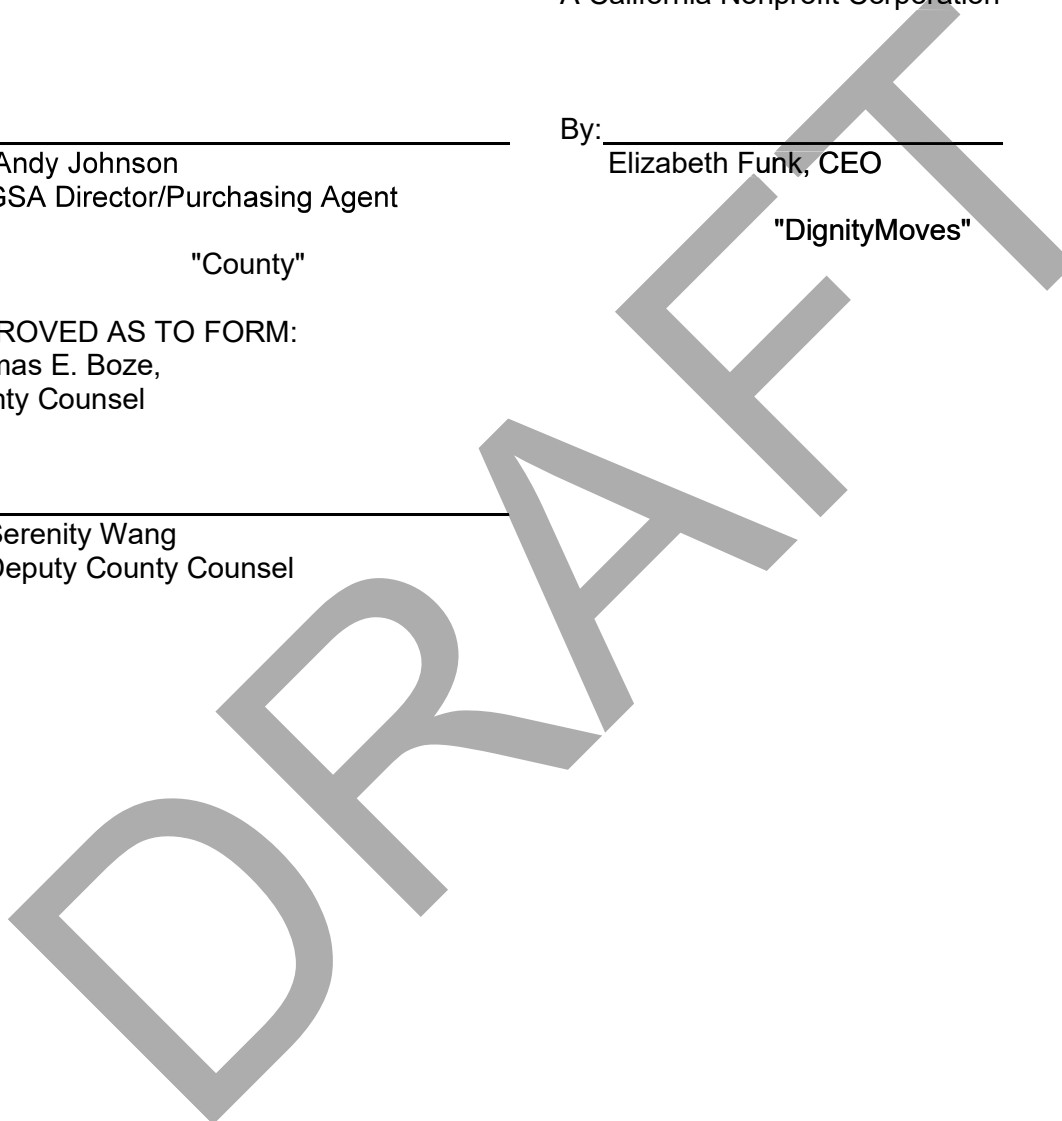 A California Nonprofit Corporation
Andy Johnson
GSA Director/Purchasing Agent
"County"
ROVED AS TO FORM:
mas E. Boze,
nty Counsel
Serenity Wang
Deputy County Counsel
By:
Elizabeth Funk, CEO
"DignityMoves"
DRAFT